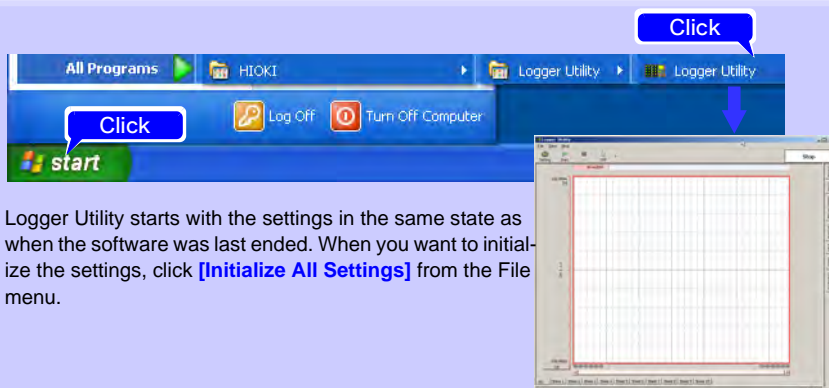 Click
All Programs HIOKI Logger Utility Logger Utility
Click
Log Off Turn Off Computer
start
Stop
Logger Utility starts with the settings in the same state as
when the software was last ended. When you want to initial-
ize the settings, click [Initialize All Settings] from the File
menu.